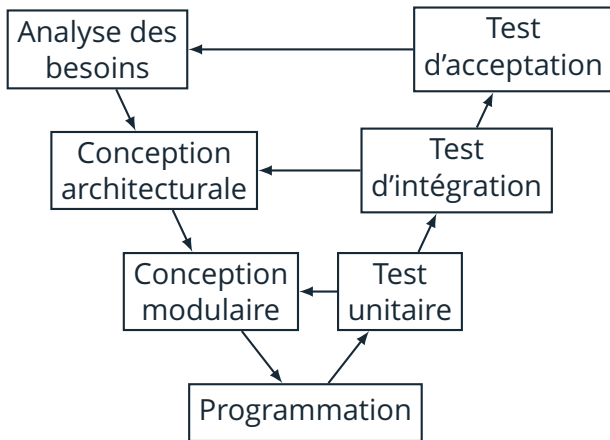 Analyse des
besoins
Test
d'acceptation
Conception
architecturale
Test
d'intégration
Conception
modulaire
Test
unitaire
Programmation